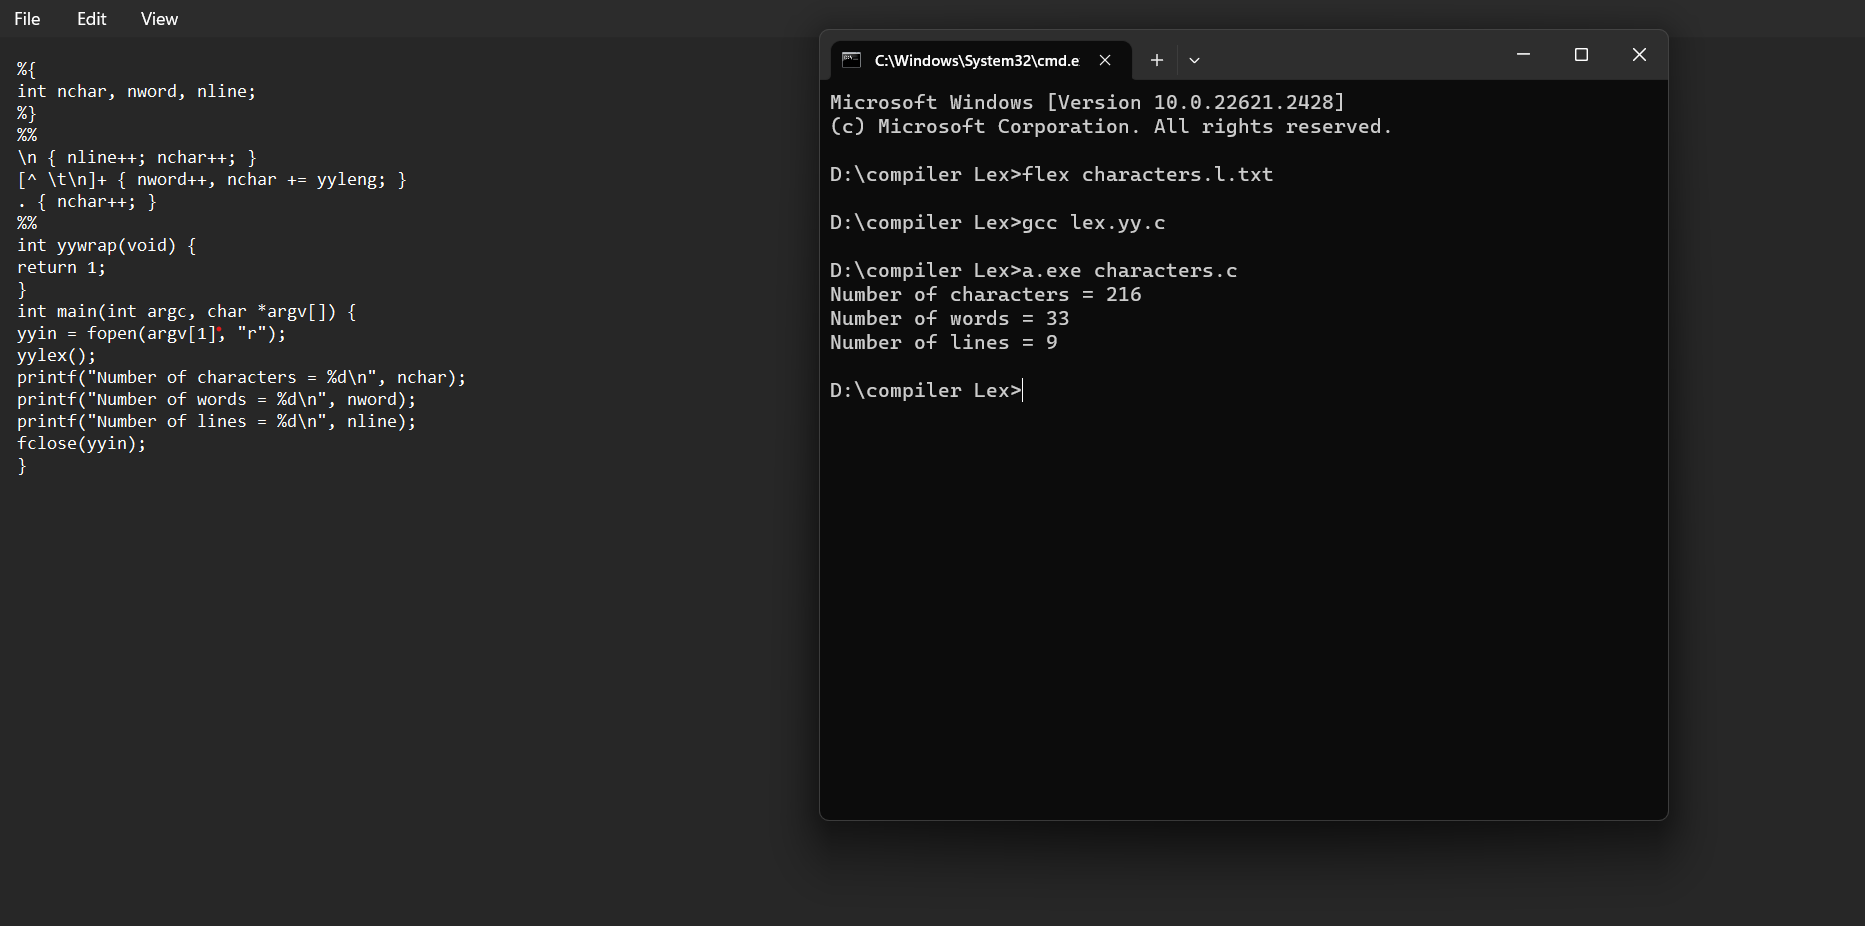 File Edit View
%{
int nchar, nword, nline;
%}
%%
\n { nline++; nchar++; }
[^ \t\n]+ { nword++, nchar += yyleng; }
. { nchar++; }
%%
int yywrap(void) {
return 1;
}
int main(int argc, char *argv[]) {
yyin = fopen(argv[1], "r");
yylex();
printf("Number of characters = %d\n", nchar);
printf("Number of words = %d\n", nword);
printf("Number of lines = %d\n", nline);
fclose(yyin);
}
C:\Windows\System32\cmd.e
Microsoft Windows [Version 10.0.22621.2428]
(c) Microsoft Corporation. All rights reserved.
D:\compiler Lex>flex characters.l.txt
D:\compiler Lex>gcc lex.yy.c
D:\compiler Lex>a.exe characters.c
Number of characters = 216
Number of words = 33
Number of lines = 9
D:\compiler Lex>